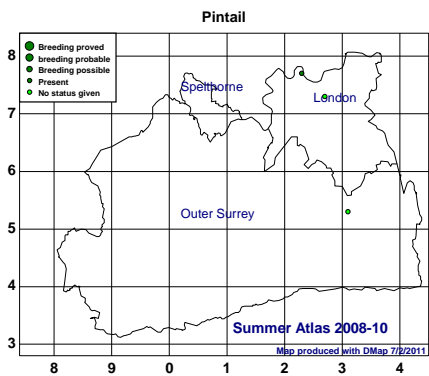 Pintail
Breeding proved
breeding probable
Breeding possible
Present
No status given
8
7
6
5
4
3
Spelthorne
London
Outer Surrey
Summer Atlas 2008-10
Map produced with DMap 7/2/2011
8 9 0 1 2 3 4